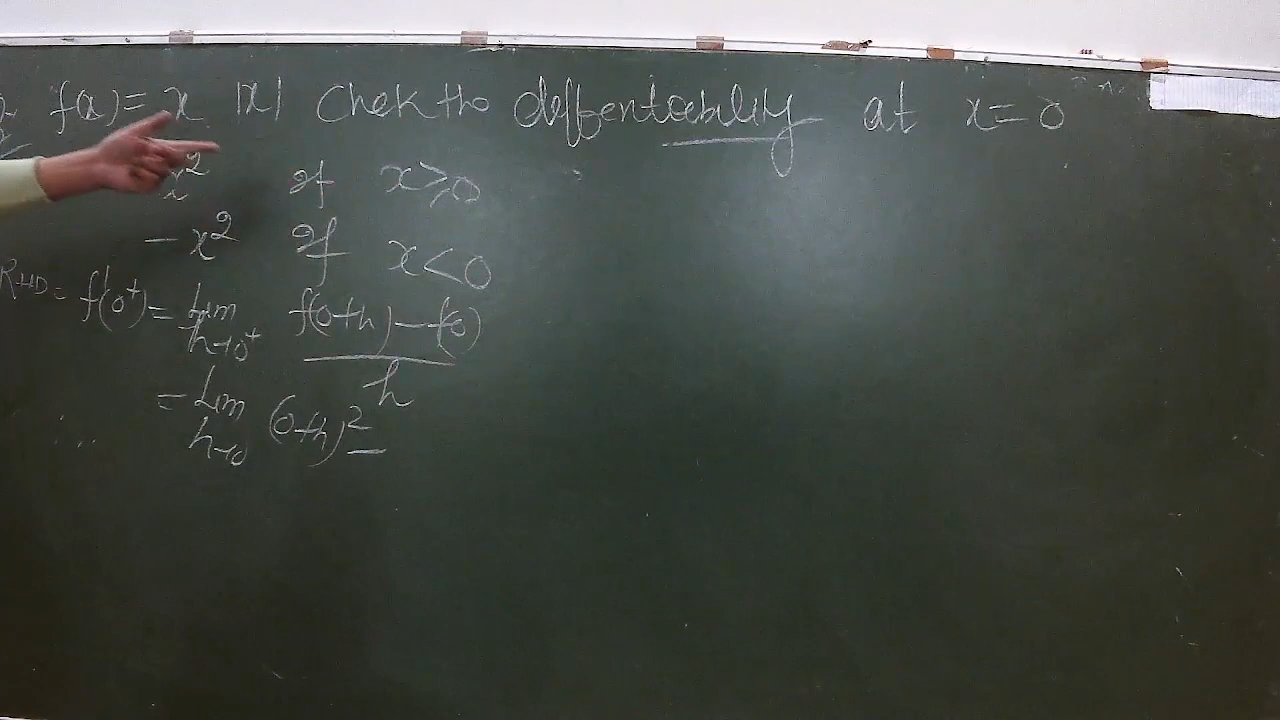 f(x) = x |x| Chek the deffentiability at x = 0
x² if x ≥ 0
- x² if x < 0
RHD = f'(0⁺) = Lim h→0⁺ f(0+h) - f(0) / h
= Lim h→0 (0+h)² -